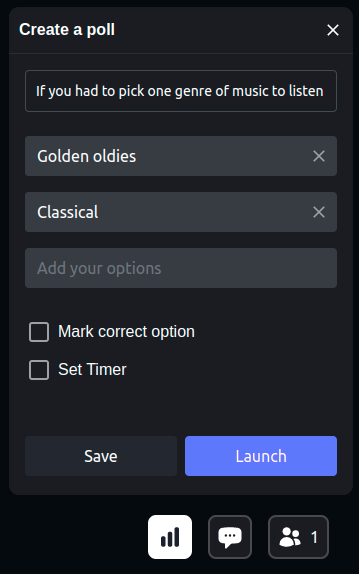 Create a poll
If you had to pick one genre of music to listen
Golden oldies
Classical
Add your options
Mark correct option
Set Timer
Save
Launch
1